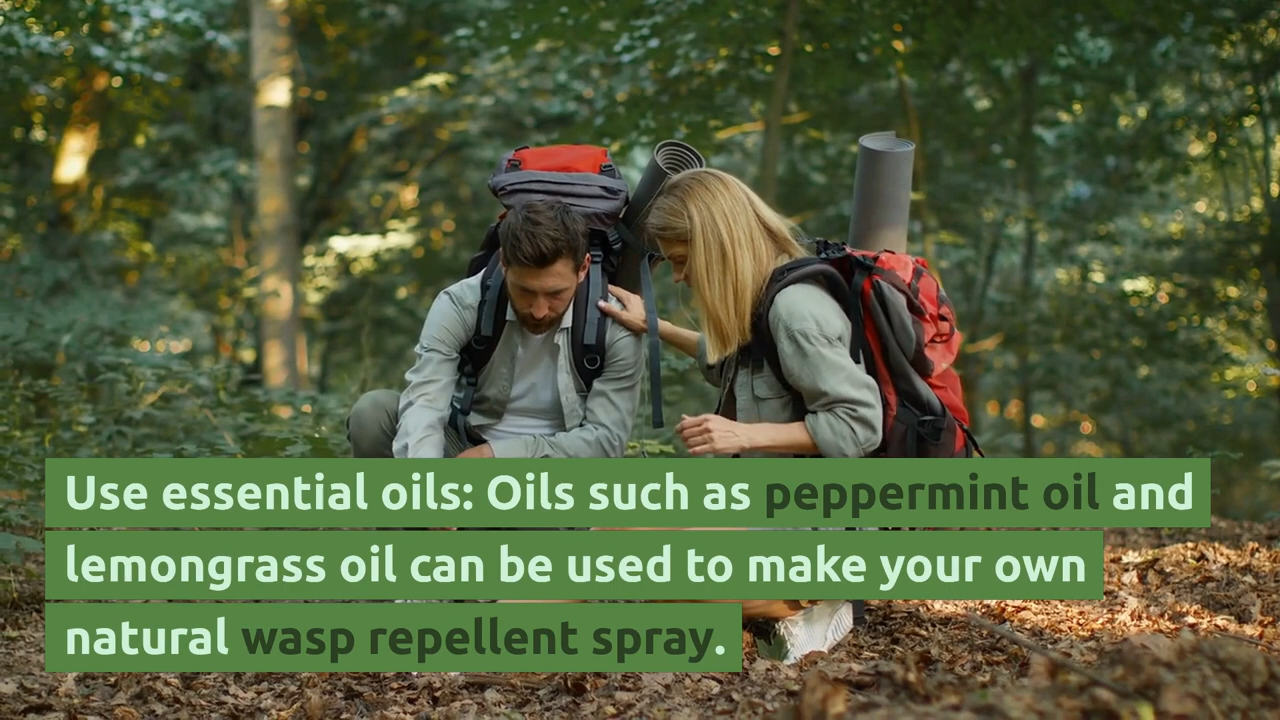 Use essential oils: Oils such as peppermint oil and
lemongrass oil can be used to make your own
natural wasp repellent spray.